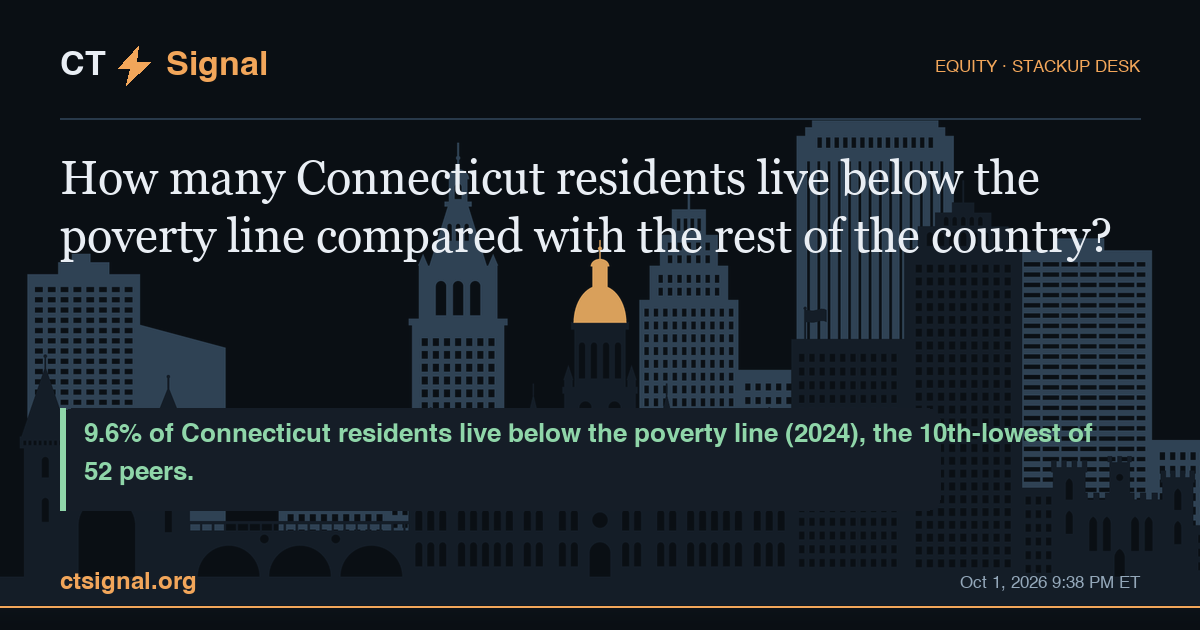 CT Signal
EQUITY · STACKUP DESK
How many Connecticut residents live below the
poverty line compared with the rest of the country?
9.6% of Connecticut residents live below the poverty line (2024), the 10th-lowest of
52 peers.
ctsignal.org
Oct 1, 2026 9:38 PM ET